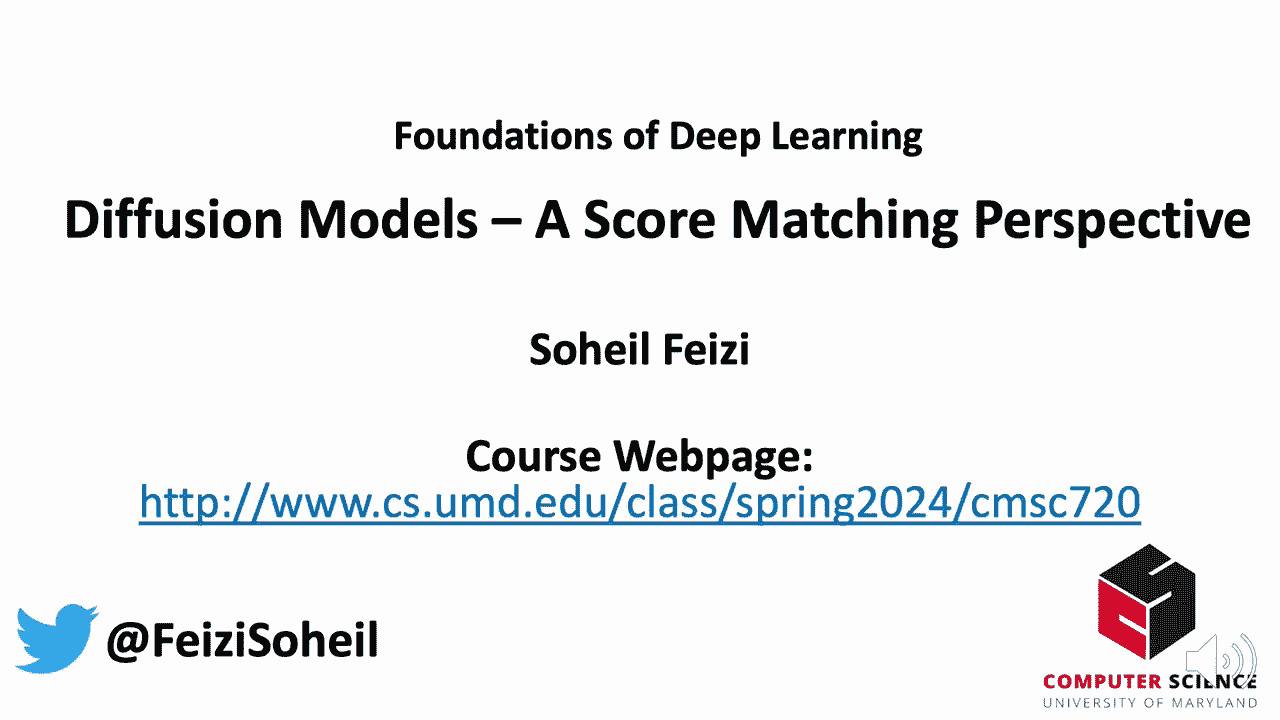 Foundations of Deep Learning
Diffusion Models – A Score Matching Perspective
Soheil Feizi
Course Webpage:
http://www.cs.umd.edu/class/spring2024/cmsc720
@FeiziSoheil
COMPUTER SCIENCE
UNIVERSITY OF MARYLAND